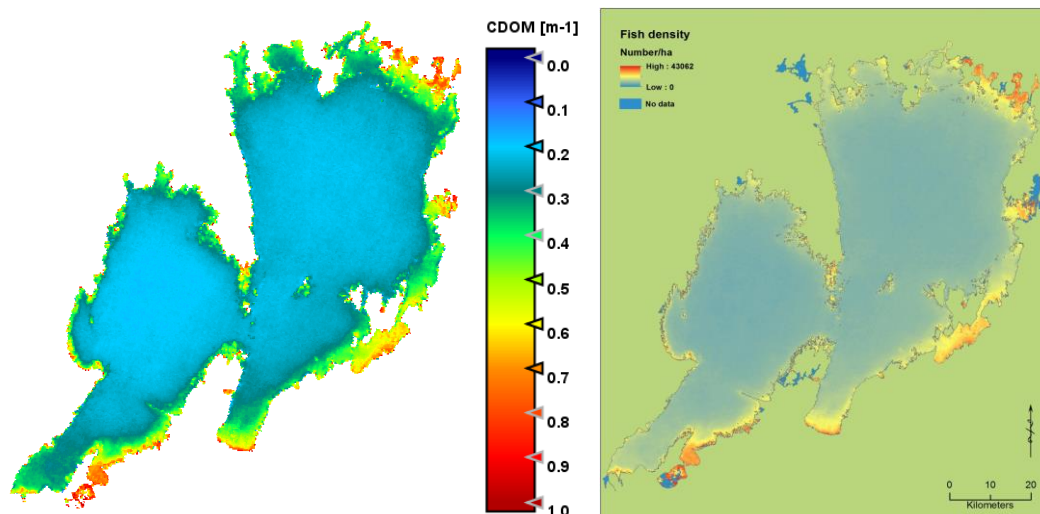 CDOM [m-1]
0.0
0.1
0.2
0.3
0.4
0.5
0.6
0.7
0.8
0.9
1.0
Fish density
Number/ha
High : 43062
Low : 0
No data
0 10 20
Kilometers